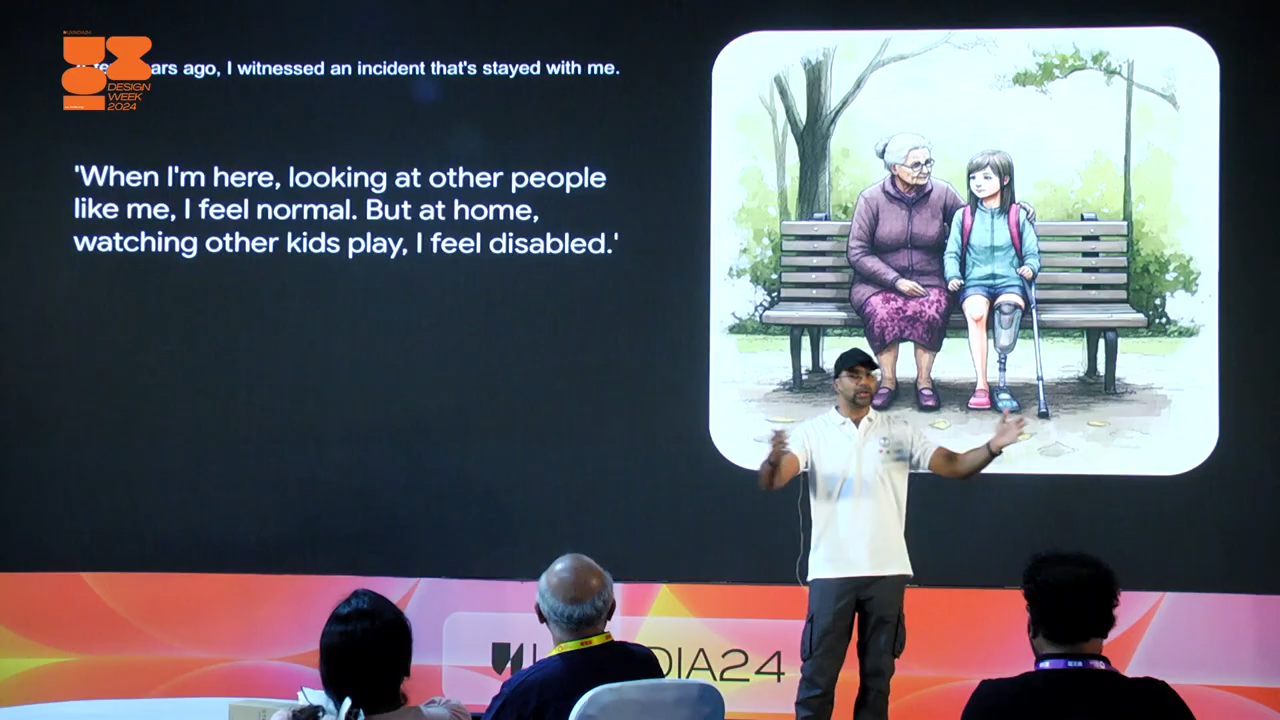 ars ago, I witnessed an incident that's stayed with me.
DESIGN
WEEK
2024
'When I'm here, looking at other people
like me, I feel normal. But at home,
watching other kids play, I feel disabled.'
DIA24